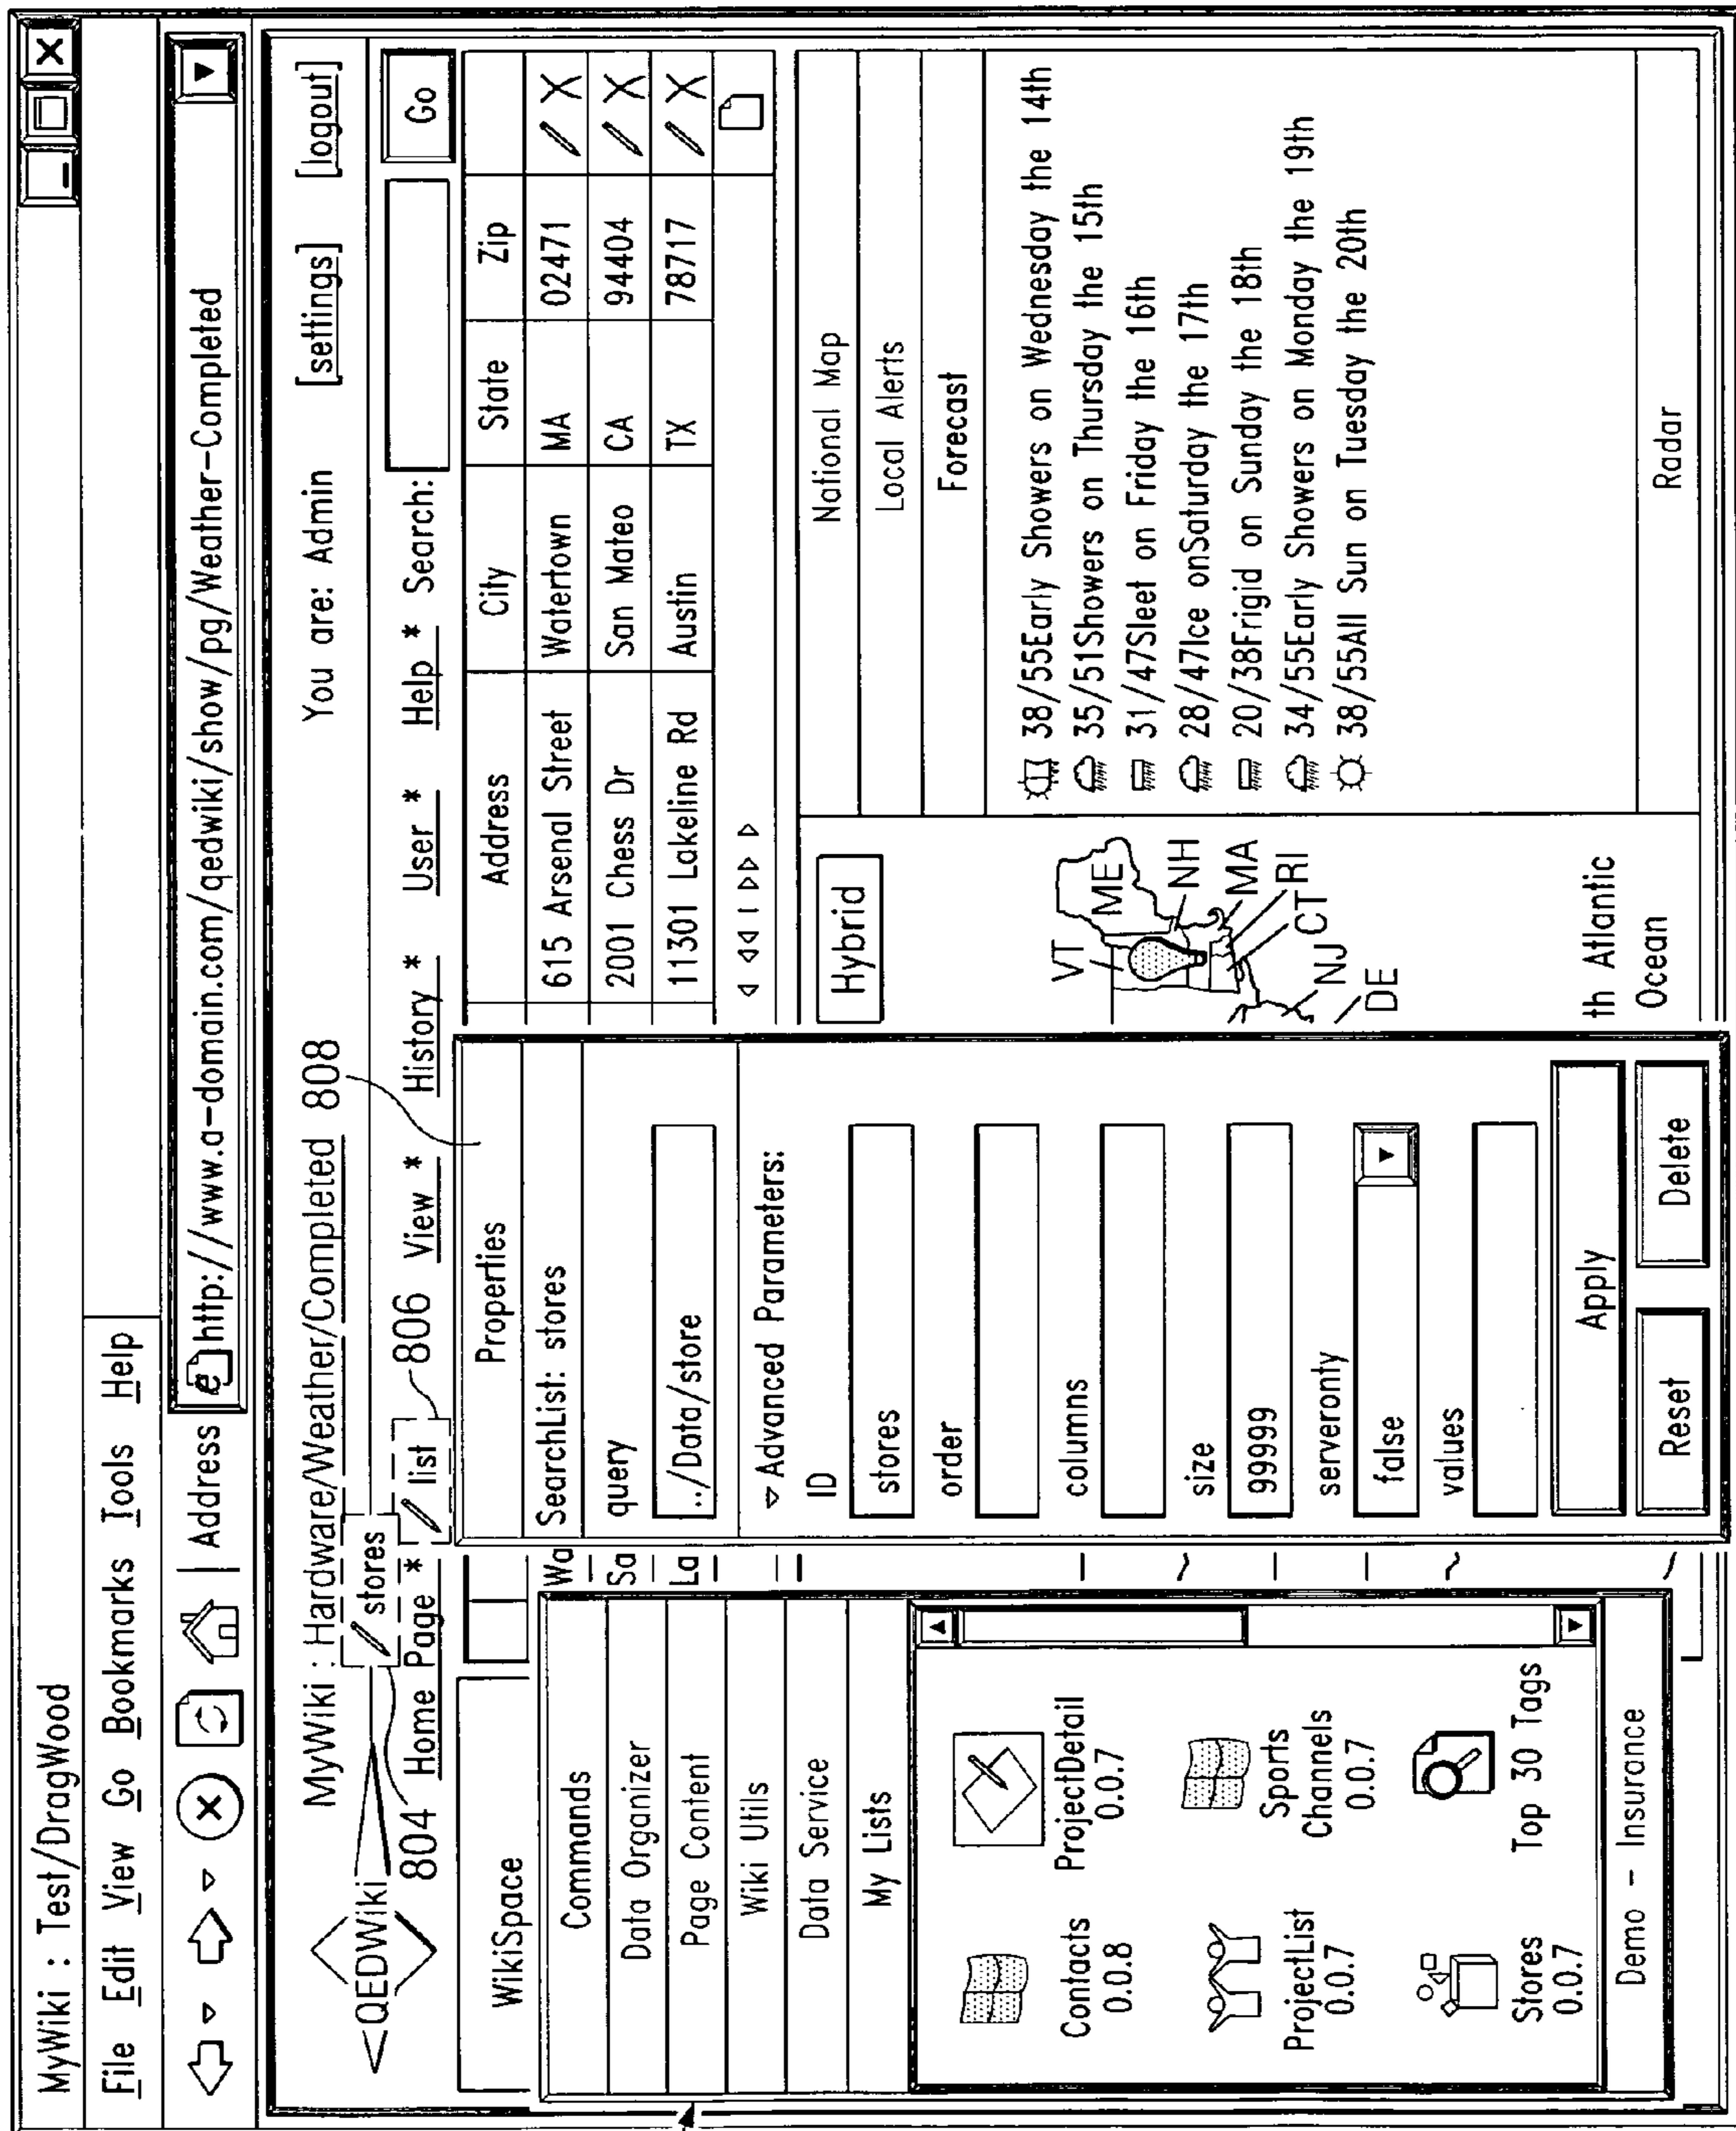 MyWiki : Test/DragWood
File Edit View Go Bookmarks Tools Help
Address http://www.a-domain.com/qedwiki/show/pg/Weather-Completed
<QEDWiki
MyWiki : Hardware/Weather/Completed 808
You are: Admin [settings] [logout]
stores
804 Home Page *
list
806 View * History * User * Help * Search: Go
WikiSpace
Commands
Data Organizer
Page Content
Wiki Utils
Data Service
My Lists
Contacts
0.0.8
ProjectDetail
0.0.7
ProjectList
0.0.7
Sports
Channels
0.0.7
Stores
0.0.7
Top 30 Tags
Demo - Insurance
Wa
Sa
La
Properties
SearchList: stores
query
../Data/store
Advanced Parameters:
ID
stores
order
columns
size
99999
serveronty
false
values
Apply
Reset Delete
Address City State Zip
615 Arsenal Street Watertown MA 02471
2001 Chess Dr San Mateo CA 94404
11301 Lakeline Rd Austin TX 78717
Hybrid
VT
ME
NH
MA
RI
CT
NJ
DE
th Atlantic
Ocean
National Map
Local Alerts
Forecast
38/55Early Showers on Wednesday the 14th
35/51Showers on Thursday the 15th
31/47Sleet on Friday the 16th
28/47Ice onSaturday the 17th
20/38Frigid on Sunday the 18th
34/55Early Showers on Monday the 19th
38/55All Sun on Tuesday the 20th
Radar